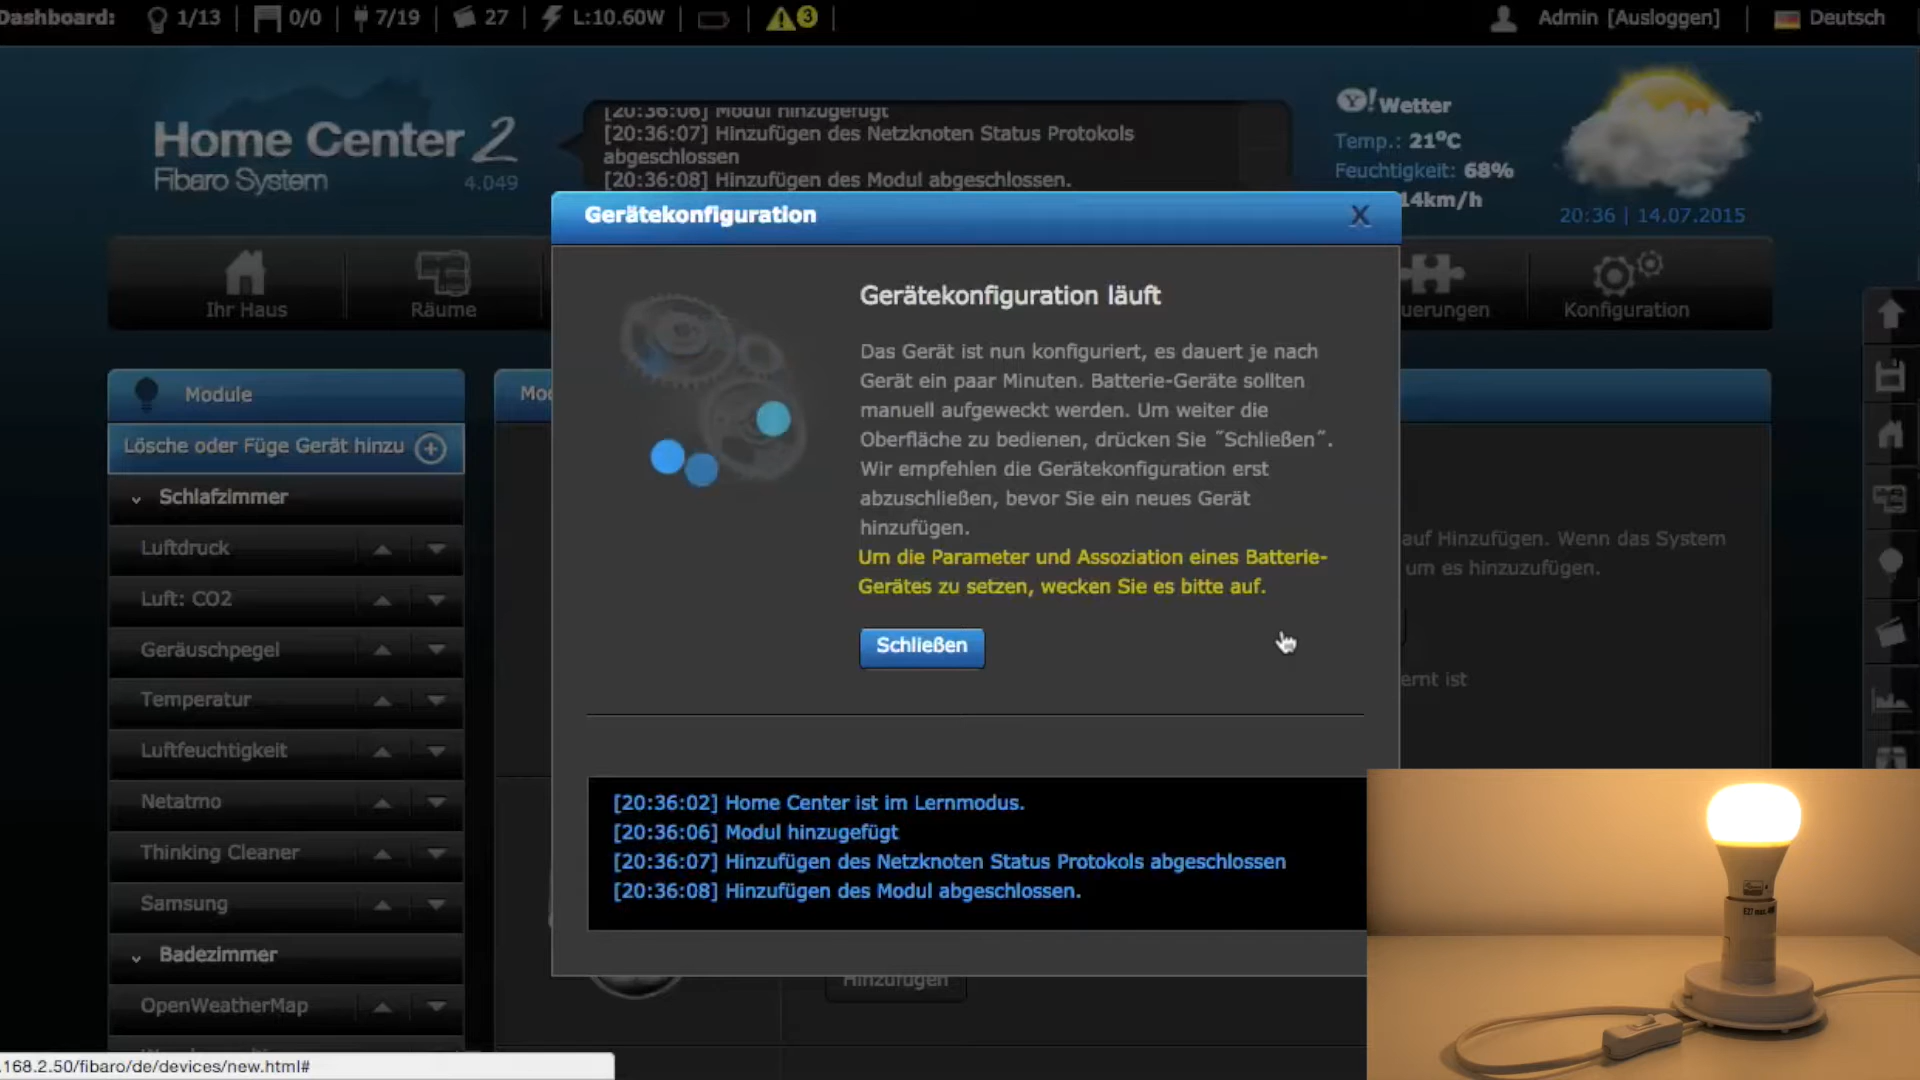 Dashboard: 1/13 0/0 7/19 27 L:10.60W 3 Admin [Ausloggen] Deutsch
Home Center 2
Fibaro System 4.049
[20:36:06] Modul hinzugefügt
[20:36:07] Hinzufügen des Netzknoten Status Protokols
abgeschlossen
[20:36:08] Hinzufügen des Modul abgeschlossen.
Y! Wetter
Temp.: 21°C
Feuchtigkeit: 68%
14km/h
20:36 | 14.07.2015
Ihr Haus
Räume
uerungen
Konfiguration
Gerätekonfiguration X
Gerätekonfiguration läuft
Das Gerät ist nun konfiguriert, es dauert je nach
Gerät ein paar Minuten. Batterie-Geräte sollten
manuell aufgeweckt werden. Um weiter die
Oberfläche zu bedienen, drücken Sie ˝Schließen˝.
Wir empfehlen die Gerätekonfiguration erst
abzuschließen, bevor Sie ein neues Gerät
hinzufügen.
Um die Parameter und Assoziation eines Batterie-
Gerätes zu setzen, wecken Sie es bitte auf.
Schließen
[20:36:02] Home Center ist im Lernmodus.
[20:36:06] Modul hinzugefügt
[20:36:07] Hinzufügen des Netzknoten Status Protokols abgeschlossen
[20:36:08] Hinzufügen des Modul abgeschlossen.
Module
Lösche oder Füge Gerät hinzu
Schlafzimmer
Luftdruck
Luft: CO2
Geräuschpegel
Temperatur
Luftfeuchtigkeit
Netatmo
Thinking Cleaner
Samsung
Badezimmer
OpenWeatherMap
Mod
auf Hinzufügen. Wenn das System
um es hinzuzufügen.
ernt ist
Hinzufügen
.168.2.50/fibaro/de/devices/new.html#